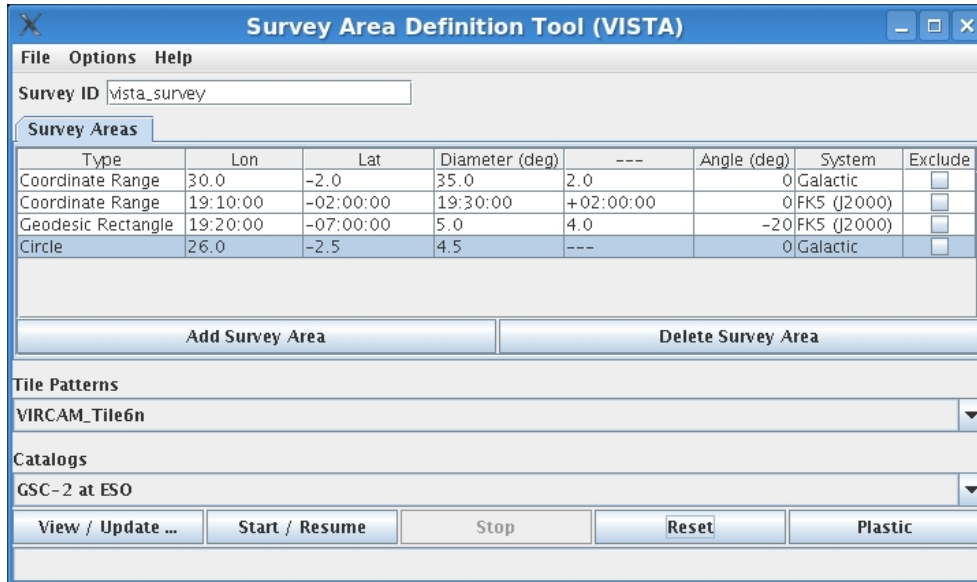 Survey Area Definition Tool (VISTA)
File Options Help
Survey ID vista_survey
Survey Areas
Type Lon Lat Diameter (deg) --- Angle (deg) System Exclude
Coordinate Range 30.0 -2.0 35.0 2.0 0 Galactic
Coordinate Range 19:10:00 -02:00:00 19:30:00 +02:00:00 0 FK5 (J2000)
Geodesic Rectangle 19:20:00 -07:00:00 5.0 4.0 -20 FK5 (J2000)
Circle 26.0 -2.5 4.5 --- 0 Galactic
Add Survey Area Delete Survey Area
Tile Patterns
VIRCAM_Tile6n
Catalogs
GSC-2 at ESO
View / Update ... Start / Resume Stop Reset Plastic